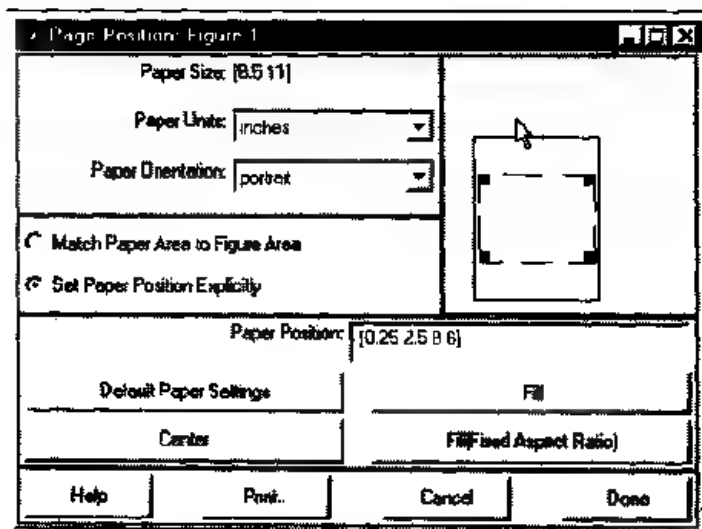 Page Position: Figure 1
Paper Size: [8.5 11]
Paper Units: inches
Paper Orientation: portrait
Match Paper Area to Figure Area
Set Paper Position Explicitly
Paper Position: [0.25 2.5 8 6]
Default Paper Settings
Fill
Center
Fill(Fixed Aspect Ratio)
Help
Print..
Cancel
Done